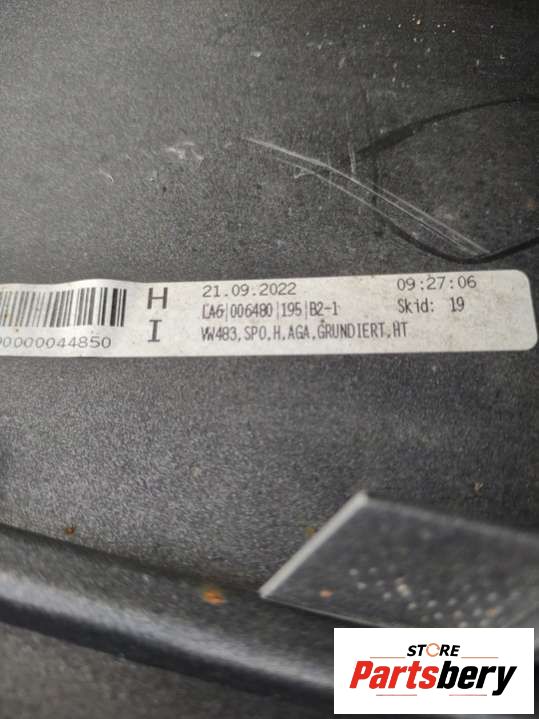 H 21.09.2022 09:27:06
CAG|006480|195|B2-1 Skid: 19
00000044850 I VW483,SPO,H,AGA,GRUNDIERT,HT
STORE
Partsbery